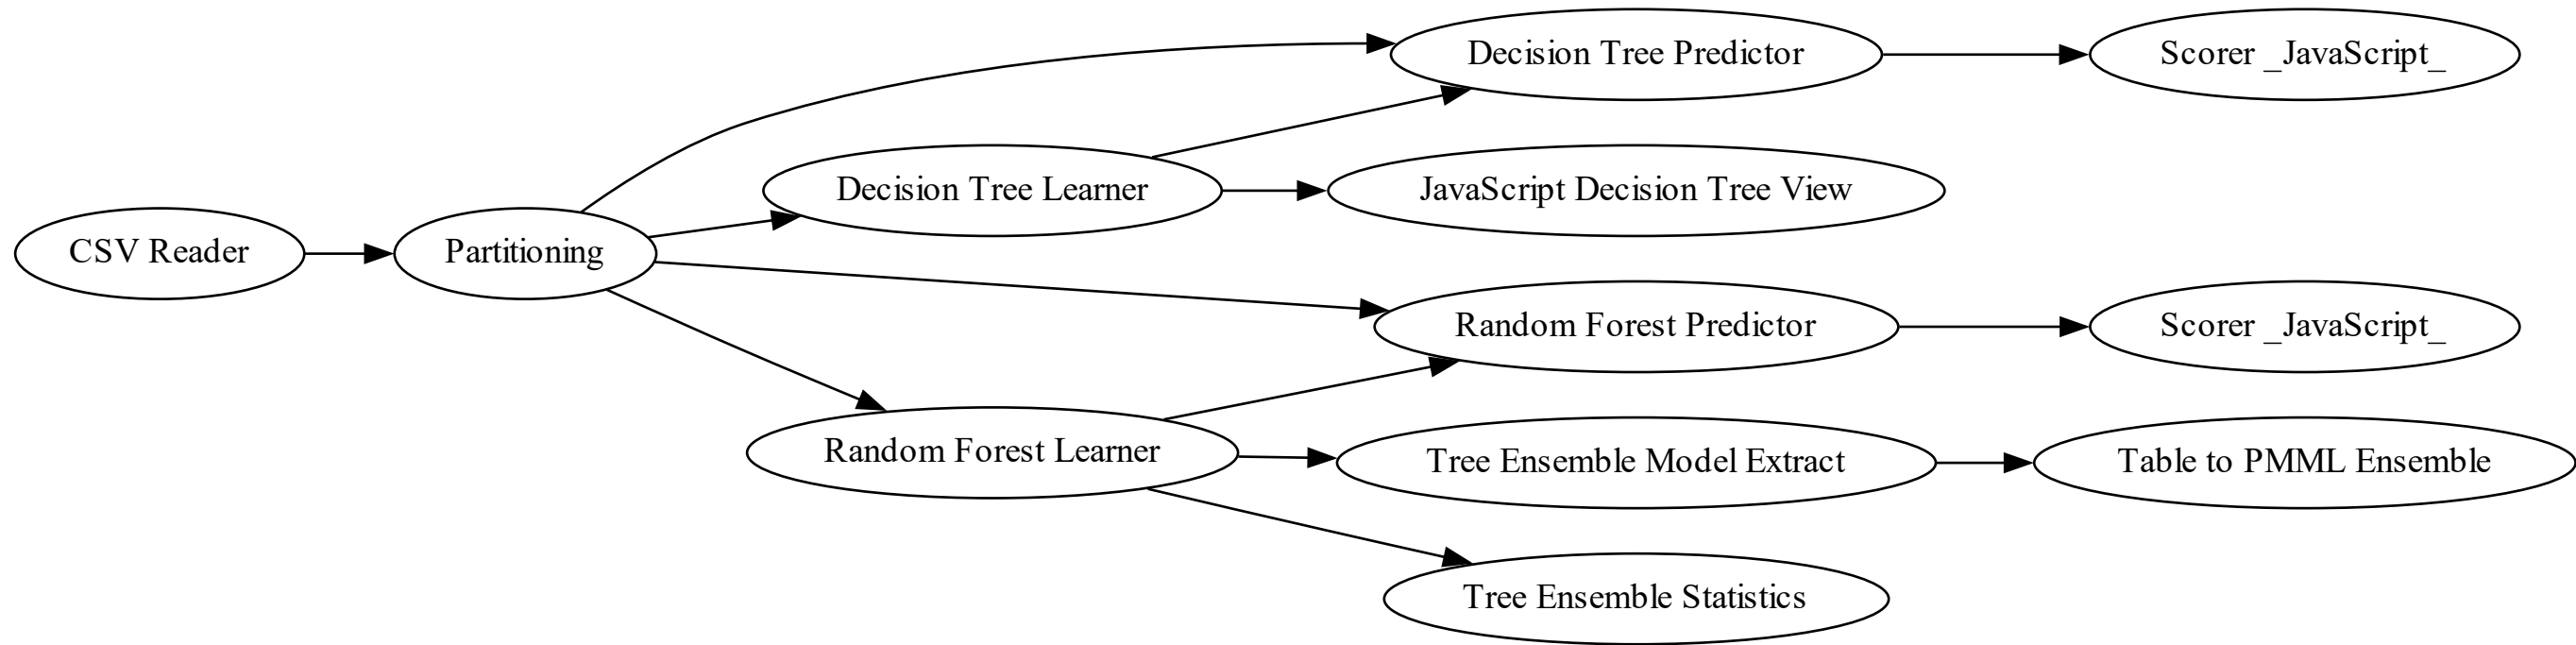 CSV Reader
Partitioning
Decision Tree Learner
Random Forest Learner
Decision Tree Predictor
JavaScript Decision Tree View
Random Forest Predictor
Tree Ensemble Model Extract
Tree Ensemble Statistics
Scorer _JavaScript_
Scorer _JavaScript_
Table to PMML Ensemble